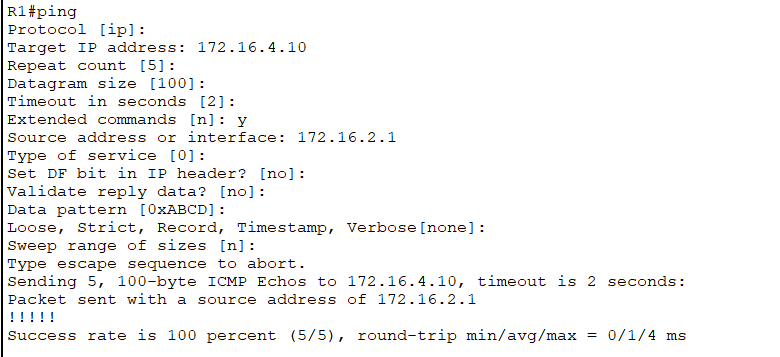 R1#ping
Protocol [ip]:
Target IP address: 172.16.4.10
Repeat count [5]:
Datagram size [100]:
Timeout in seconds [2]:
Extended commands [n]: y
Source address or interface: 172.16.2.1
Type of service [0]:
Set DF bit in IP header? [no]:
Validate reply data? [no]:
Data pattern [0xABCD]:
Loose, Strict, Record, Timestamp, Verbose[none]:
Sweep range of sizes [n]:
Type escape sequence to abort.
Sending 5, 100-byte ICMP Echos to 172.16.4.10, timeout is 2 seconds:
Packet sent with a source address of 172.16.2.1
!!!!!
Success rate is 100 percent (5/5), round-trip min/avg/max = 0/1/4 ms